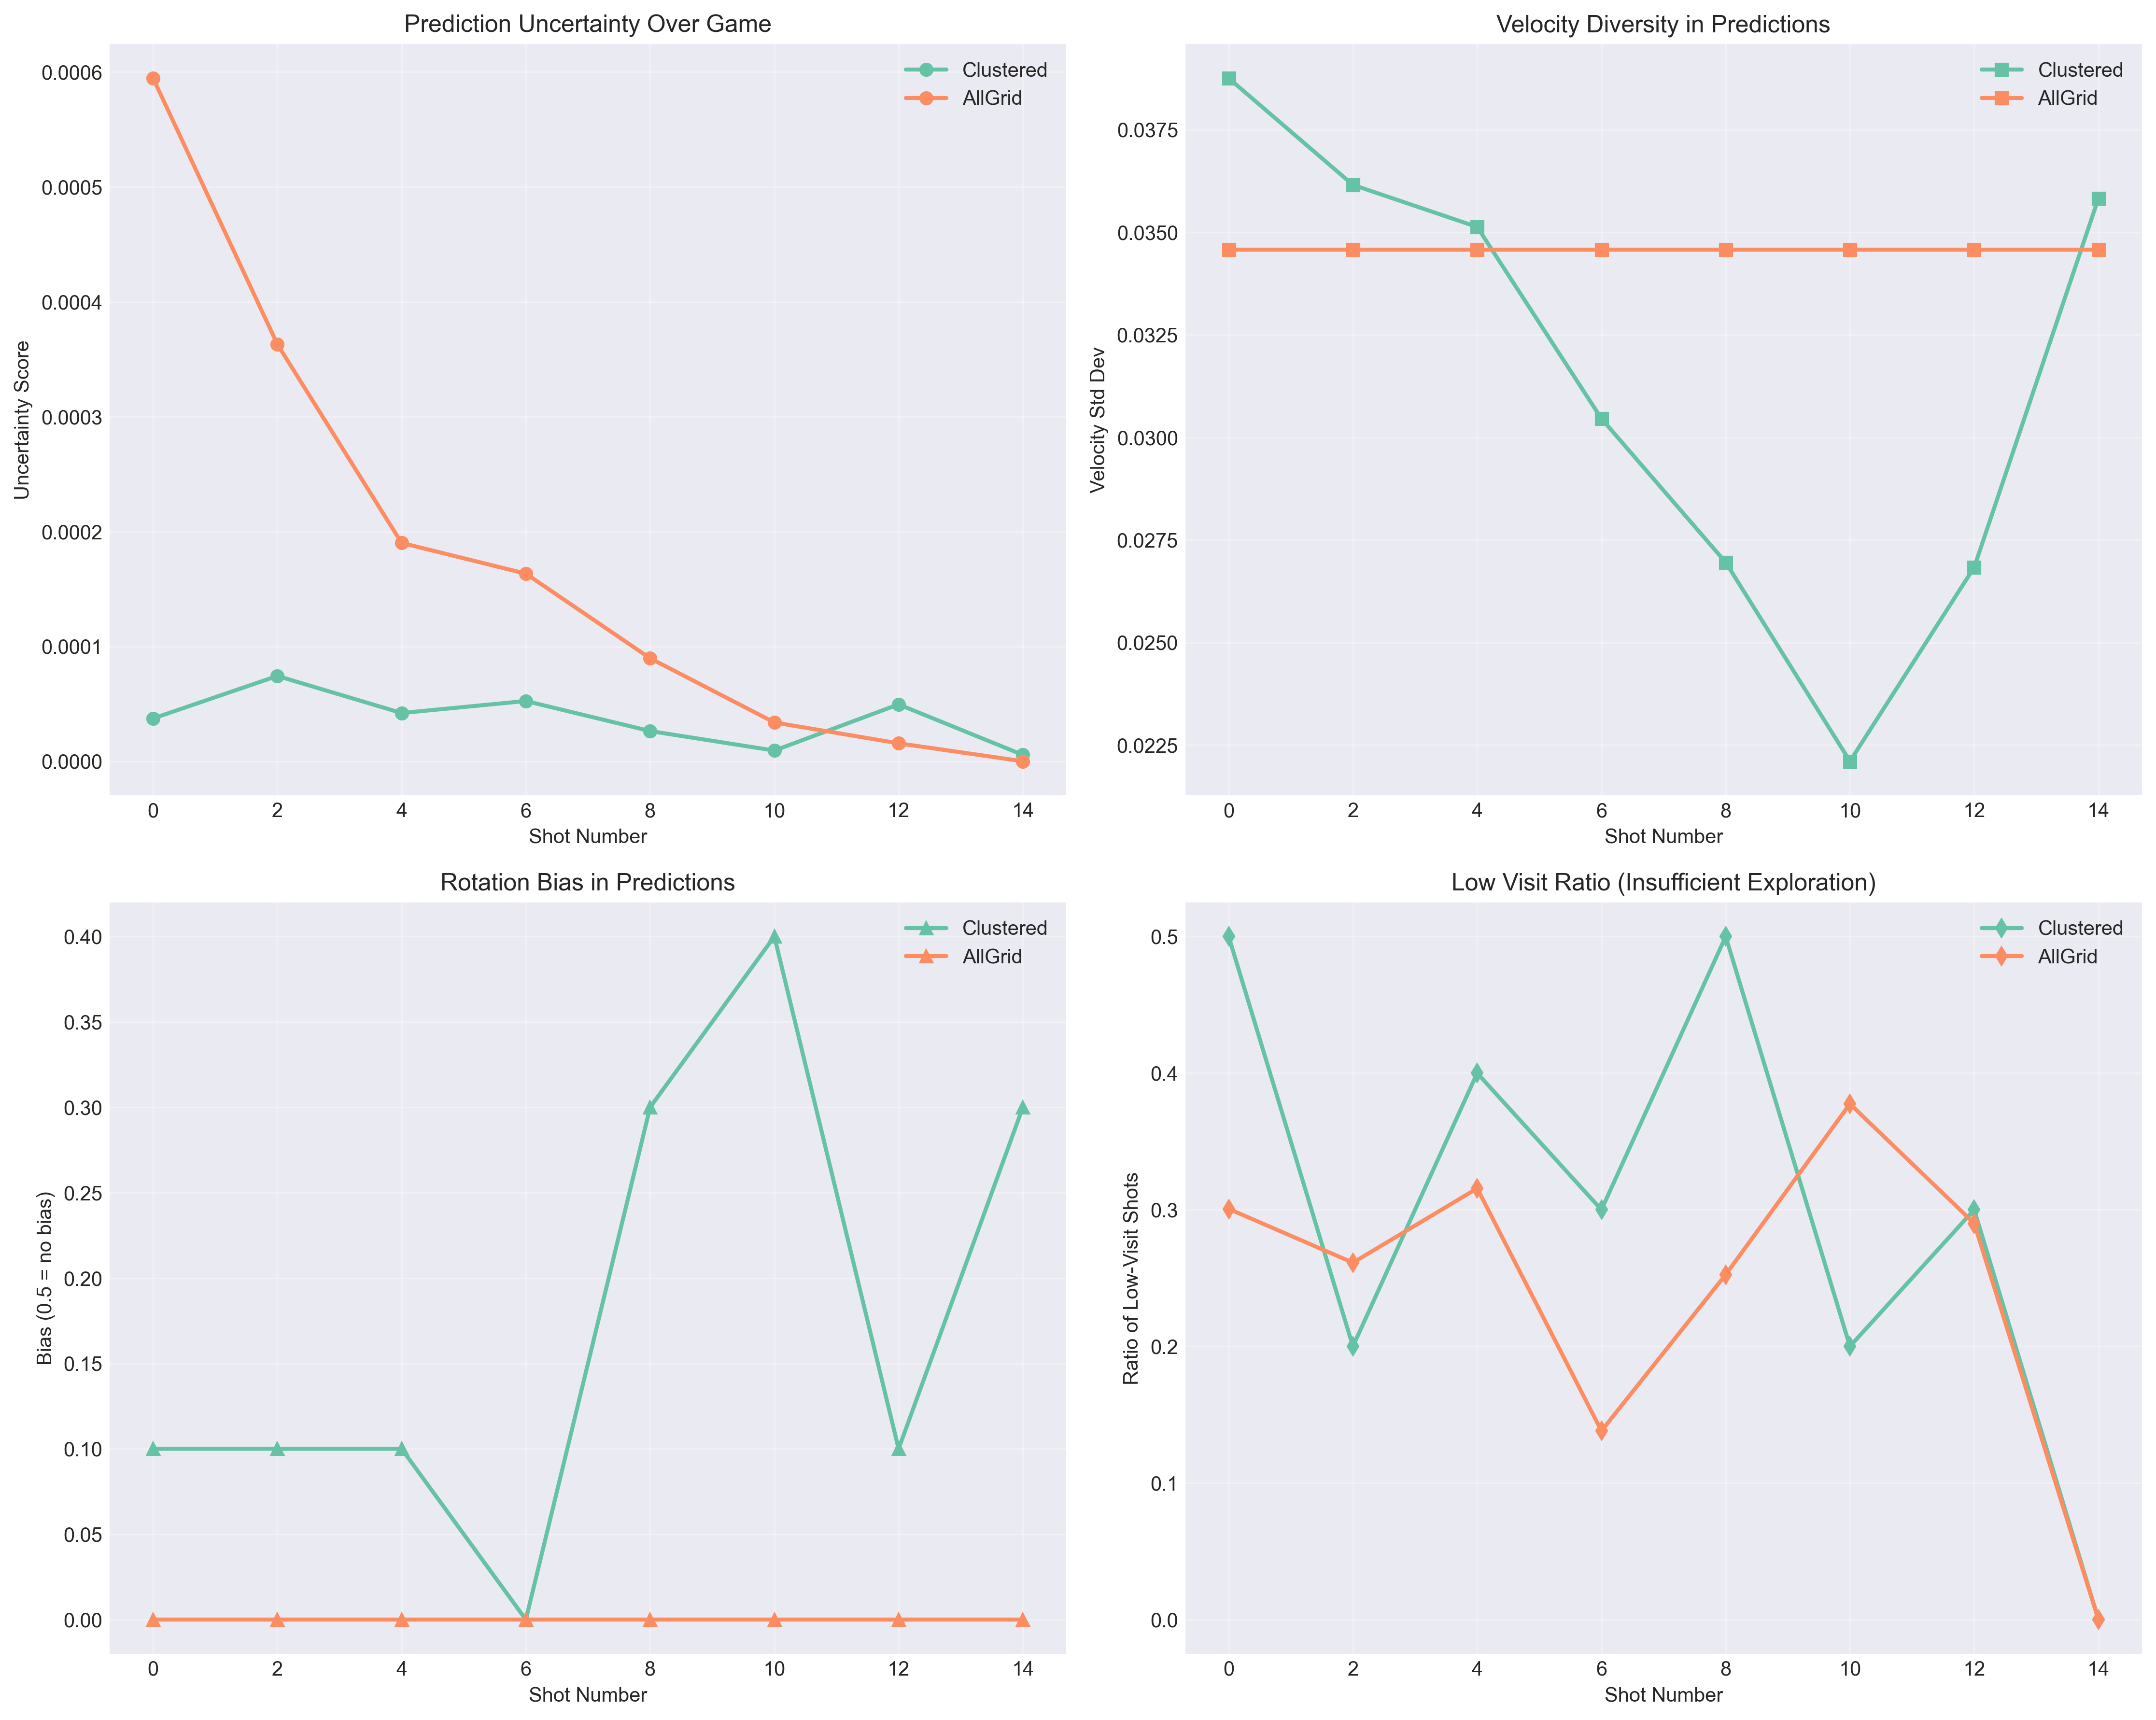 Prediction Uncertainty Over Game
Clustered
AllGrid
0.0006
0.0005
0.0004
0.0003
0.0002
0.0001
0.0000
Uncertainty Score
0 2 4 6 8 10 12 14
Shot Number
Velocity Diversity in Predictions
Clustered
AllGrid
0.0375
0.0350
0.0325
0.0300
0.0275
0.0250
0.0225
Velocity Std Dev
0 2 4 6 8 10 12 14
Shot Number
Rotation Bias in Predictions
Clustered
AllGrid
0.40
0.35
0.30
0.25
0.20
0.15
0.10
0.05
0.00
Bias (0.5 = no bias)
0 2 4 6 8 10 12 14
Shot Number
Low Visit Ratio (Insufficient Exploration)
Clustered
AllGrid
0.5
0.4
0.3
0.2
0.1
0.0
Ratio of Low-Visit Shots
0 2 4 6 8 10 12 14
Shot Number